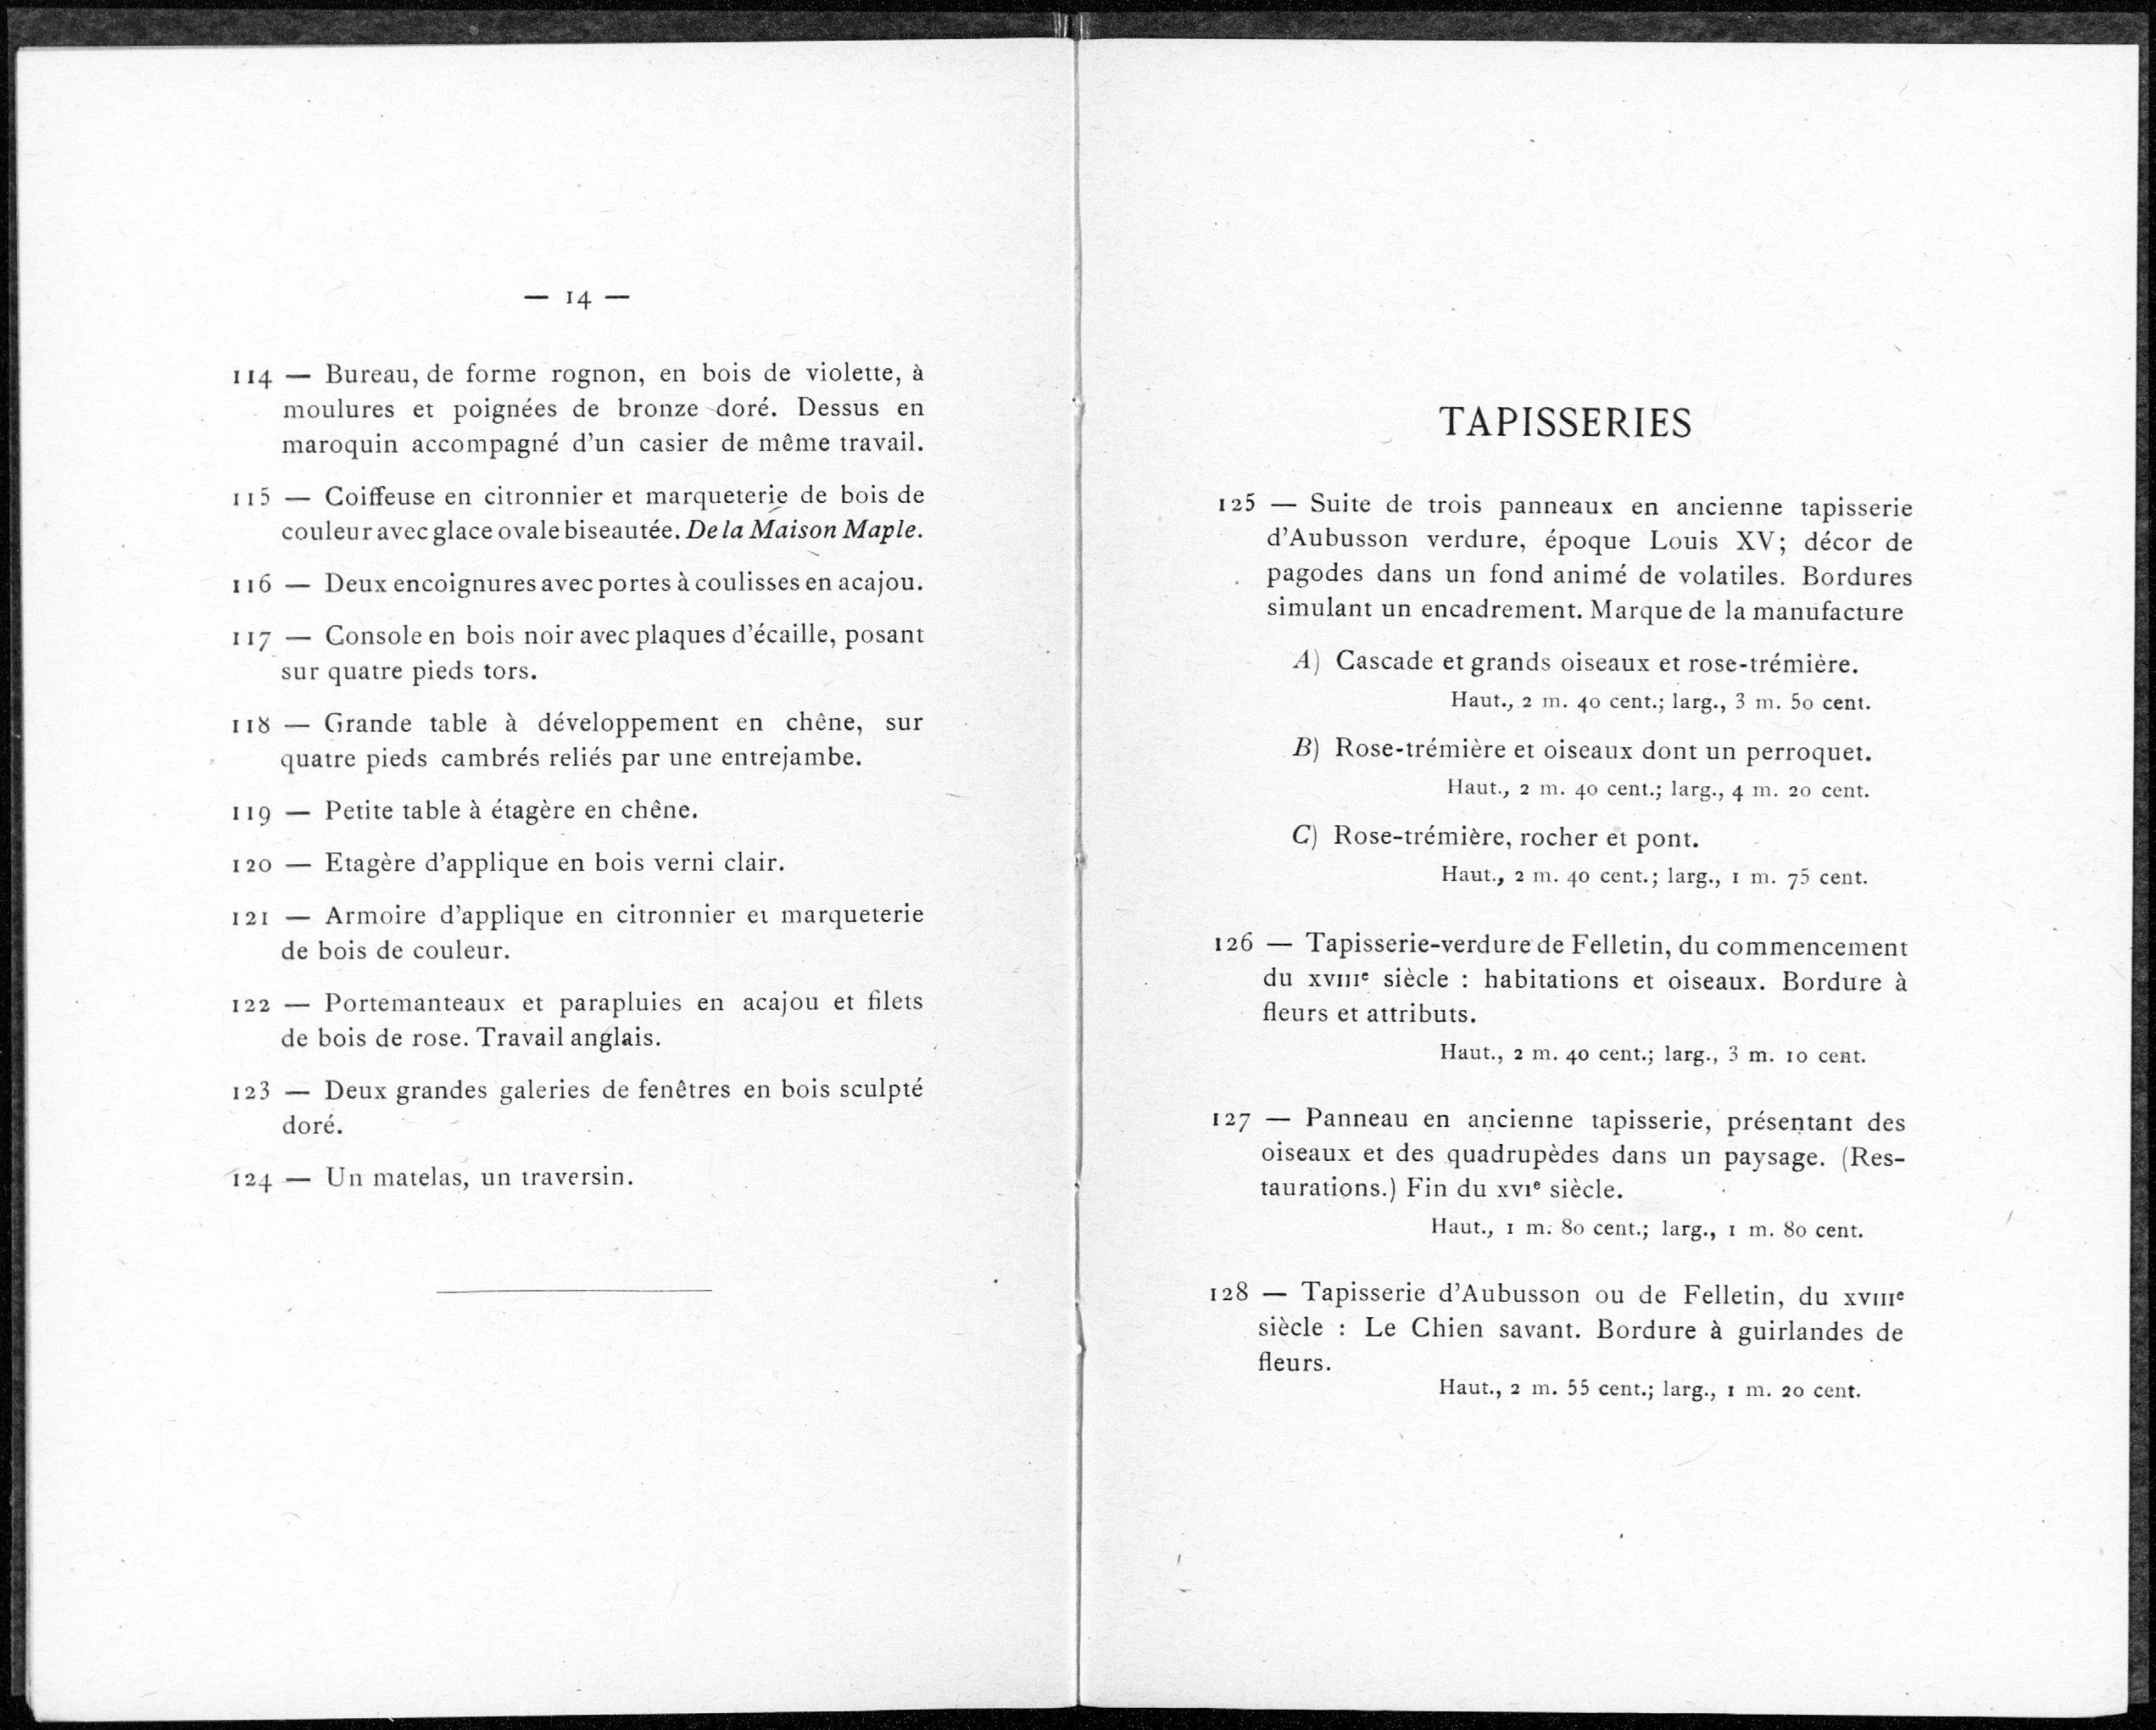 — 14 —
114 — Bureau, de forme rognon, en bois de violette, à
moulures et poignées de bronze doré. Dessus en
maroquin accompagné d'un casier de même travail.
115 — Coiffeuse en citronnier et marqueterie de bois de
couleur avec glace ovale biseautée. De la Maison Maple.
116 — Deux encoignures avec portes à coulisses en acajou.
117 — Console en bois noir avec plaques d'écaille, posant
sur quatre pieds tors.
118 — Grande table à développement en chêne, sur
quatre pieds cambrés reliés par une entrejambe.
119 — Petite table à étagère en chêne.
120 — Etagère d'applique en bois verni clair.
121 — Armoire d'applique en citronnier et marqueterie
de bois de couleur.
122 — Portemanteaux et parapluies en acajou et filets
de bois de rose. Travail anglais.
123 — Deux grandes galeries de fenêtres en bois sculpté
doré.
124 — Un matelas, un traversin.
TAPISSERIES
125 — Suite de trois panneaux en ancienne tapisserie
d'Aubusson verdure, époque Louis XV; décor de
pagodes dans un fond animé de volatiles. Bordures
simulant un encadrement. Marque de la manufacture
A) Cascade et grands oiseaux et rose-trémière.
Haut., 2 m. 40 cent.; larg., 3 m. 50 cent.
B) Rose-trémière et oiseaux dont un perroquet.
Haut., 2 m. 40 cent.; larg., 4 m. 20 cent.
C) Rose-trémière, rocher et pont.
Haut., 2 m. 40 cent.; larg., 1 m. 75 cent.
126 — Tapisserie-verdure de Felletin, du commencement
du XVIIIe siècle : habitations et oiseaux. Bordure à
fleurs et attributs.
Haut., 2 m. 40 cent.; larg., 3 m. 10 cent.
127 — Panneau en ancienne tapisserie, présentant des
oiseaux et des quadrupèdes dans un paysage. (Res-
taurations.) Fin du XVIe siècle.
Haut., 1 m. 80 cent.; larg., 1 m. 80 cent.
128 — Tapisserie d'Aubusson ou de Felletin, du XVIIIe
siècle : Le Chien savant. Bordure à guirlandes de
fleurs.
Haut., 2 m. 55 cent.; larg., 1 m. 20 cent.